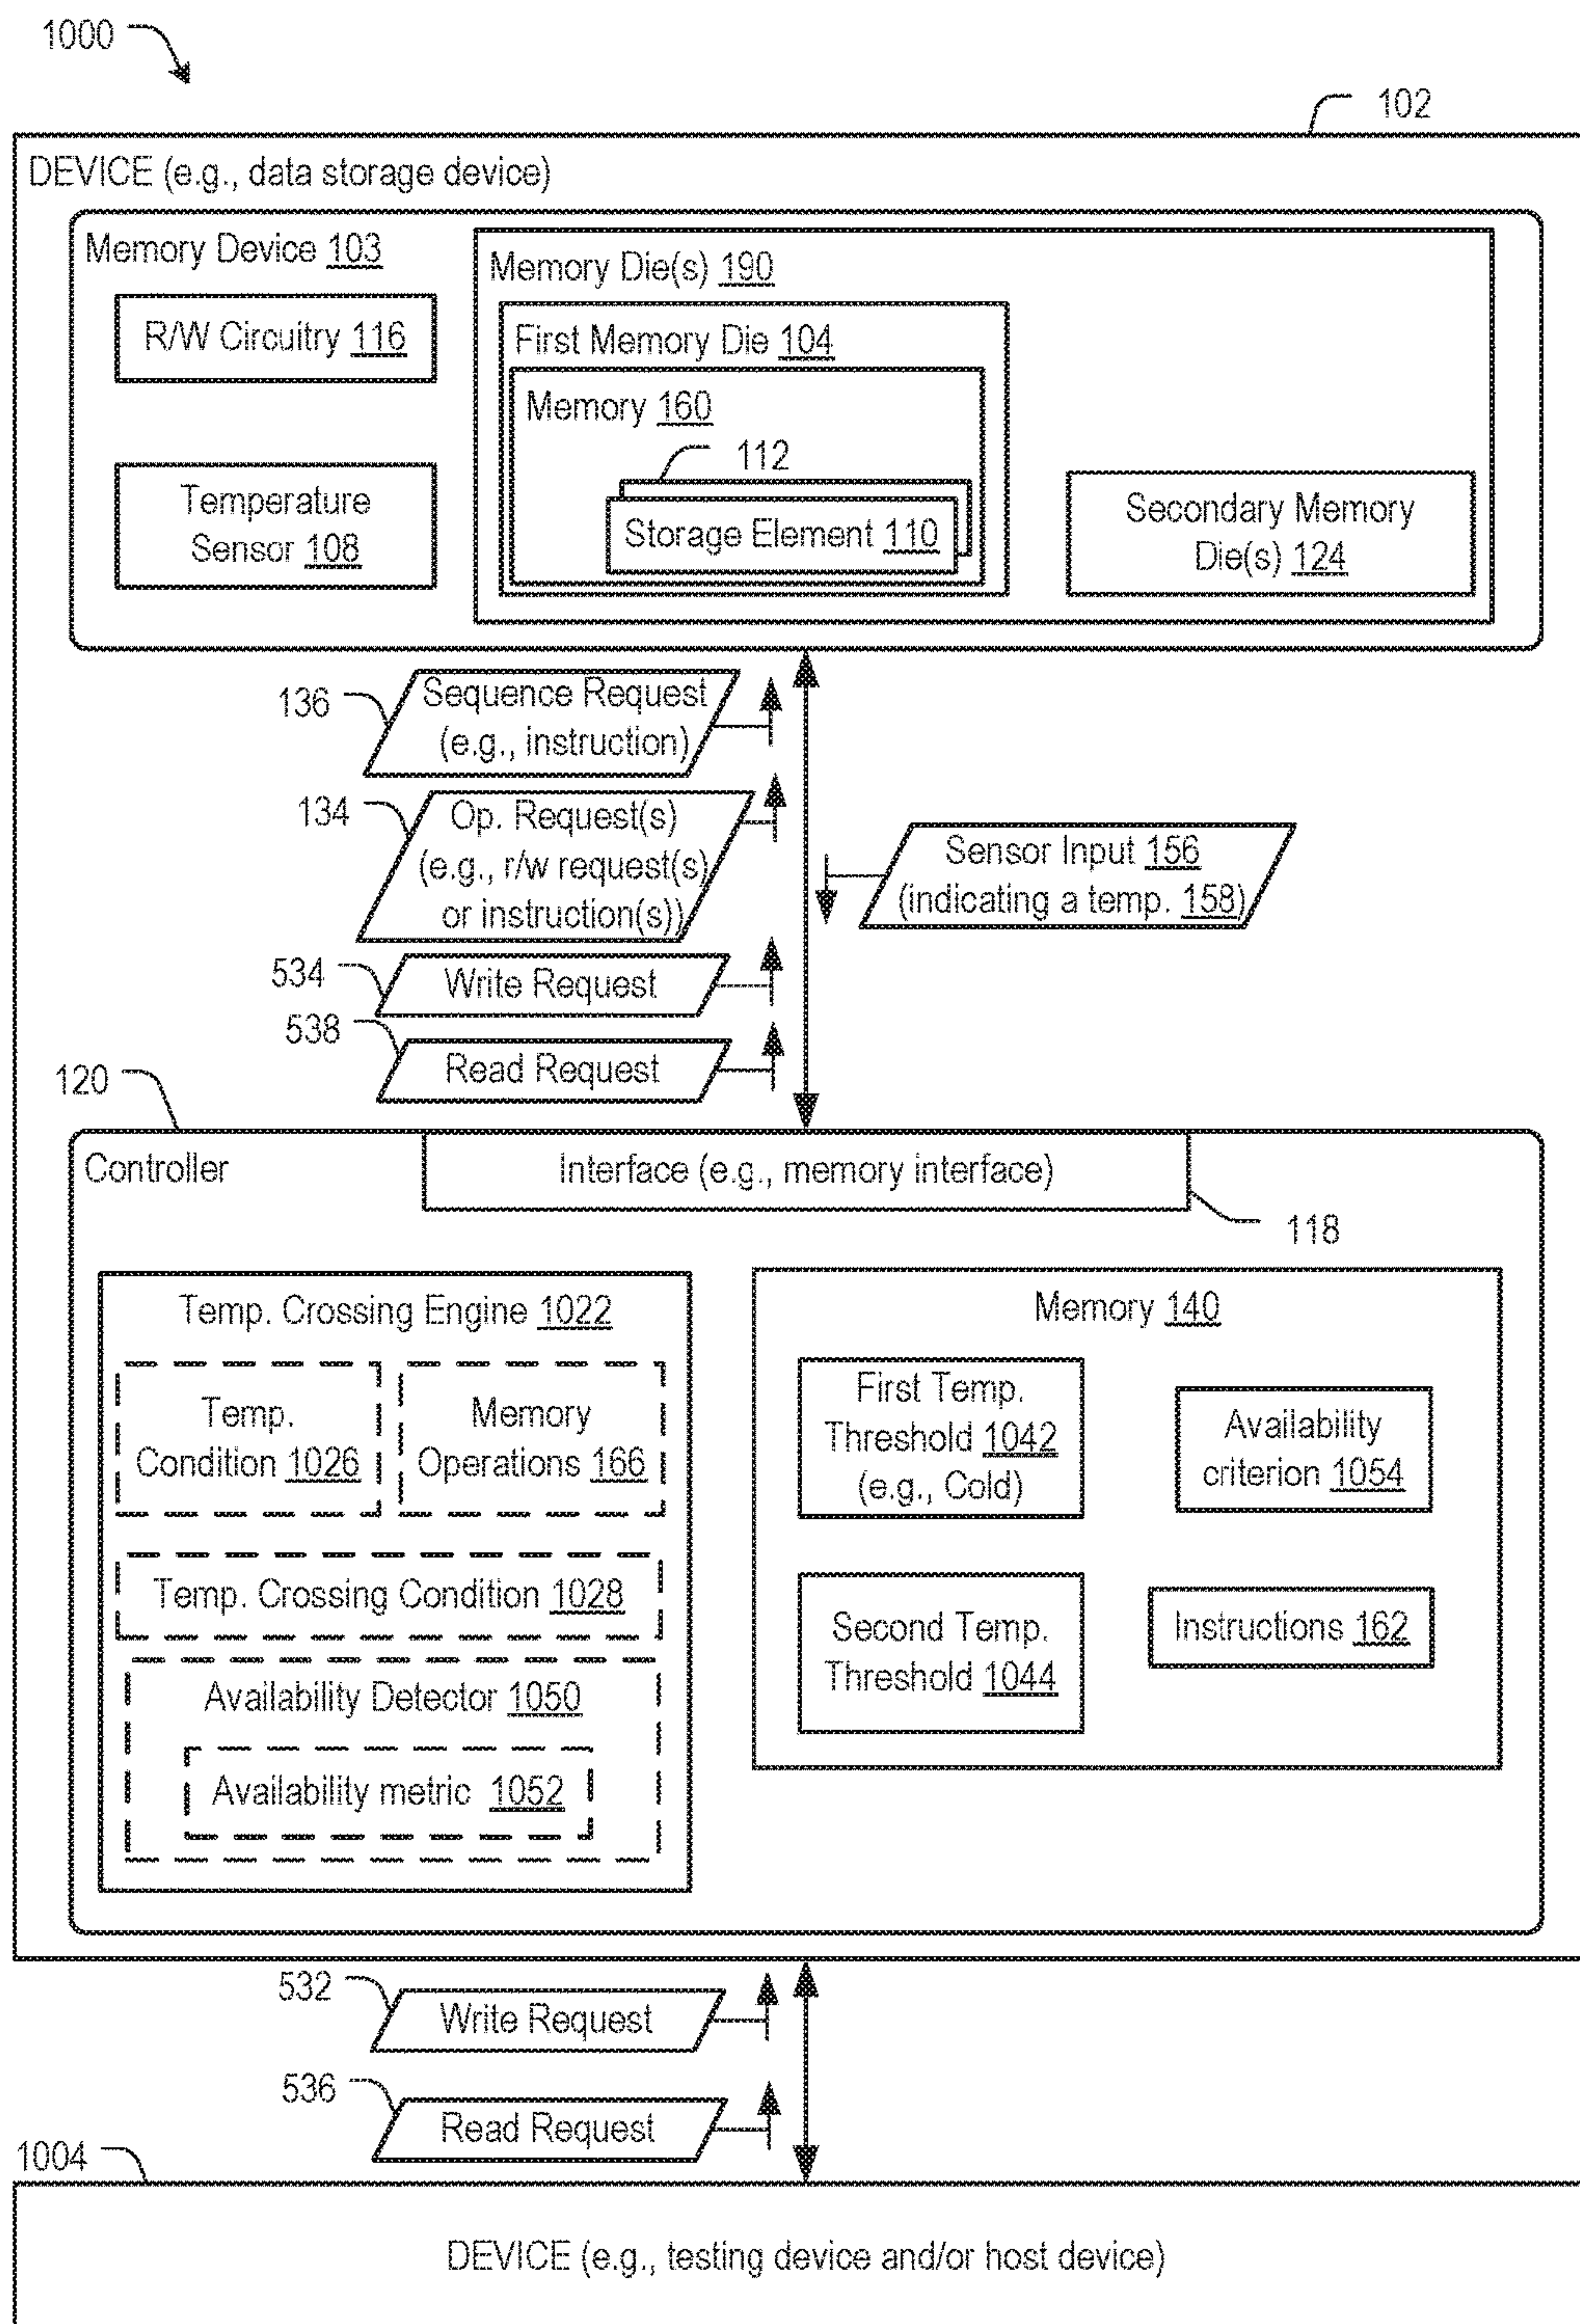 1000
102
DEVICE (e.g., data storage device)
Memory Device 103
R/W Circuitry 116
Temperature
Sensor 108
Memory Die(s) 190
First Memory Die 104
Memory 160
112
Storage Element 110
Secondary Memory
Die(s) 124
136
Sequence Request
(e.g., instruction)
134
Op. Request(s)
(e.g., r/w request(s)
or instruction(s))
Sensor Input 156
(indicating a temp. 158)
534
Write Request
538
Read Request
120
Controller
Interface (e.g., memory interface)
118
Temp. Crossing Engine 1022
Temp.
Condition 1026
Memory
Operations 166
Temp. Crossing Condition 1028
Availability Detector 1050
Availability metric 1052
Memory 140
First Temp.
Threshold 1042
(e.g., Cold)
Availability
criterion 1054
Second Temp.
Threshold 1044
Instructions 162
532
Write Request
536
Read Request
1004
DEVICE (e.g., testing device and/or host device)